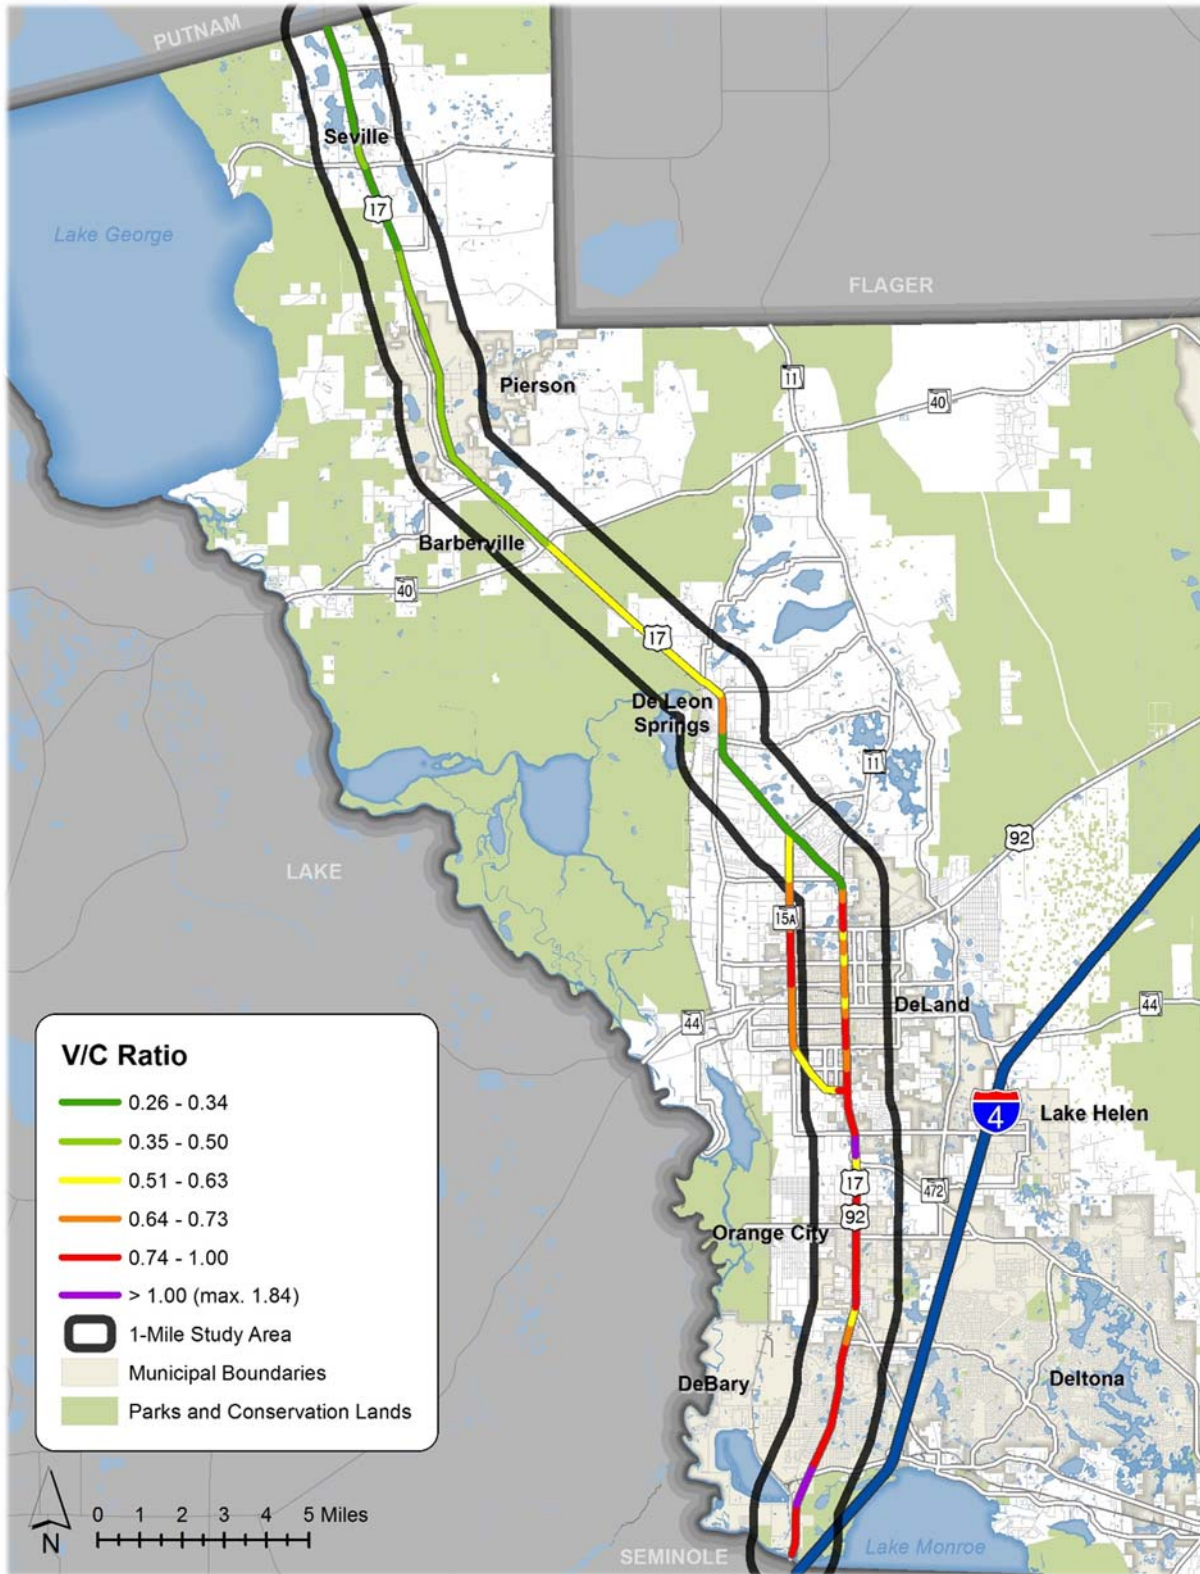 PUTNAM
Seville
17
Lake George
FLAGER
11
Pierson
40
Barberville
40
17
De Leon
Springs
11
92
LAKE
15A
DeLand
44
44
4
Lake Helen
17
472
92
Orange City
DeBary
Deltona
V/C Ratio
0.26 - 0.34
0.35 - 0.50
0.51 - 0.63
0.64 - 0.73
0.74 - 1.00
> 1.00 (max. 1.84)
1-Mile Study Area
Municipal Boundaries
Parks and Conservation Lands
0 1 2 3 4 5 Miles
N
SEMINOLE
Lake Monroe